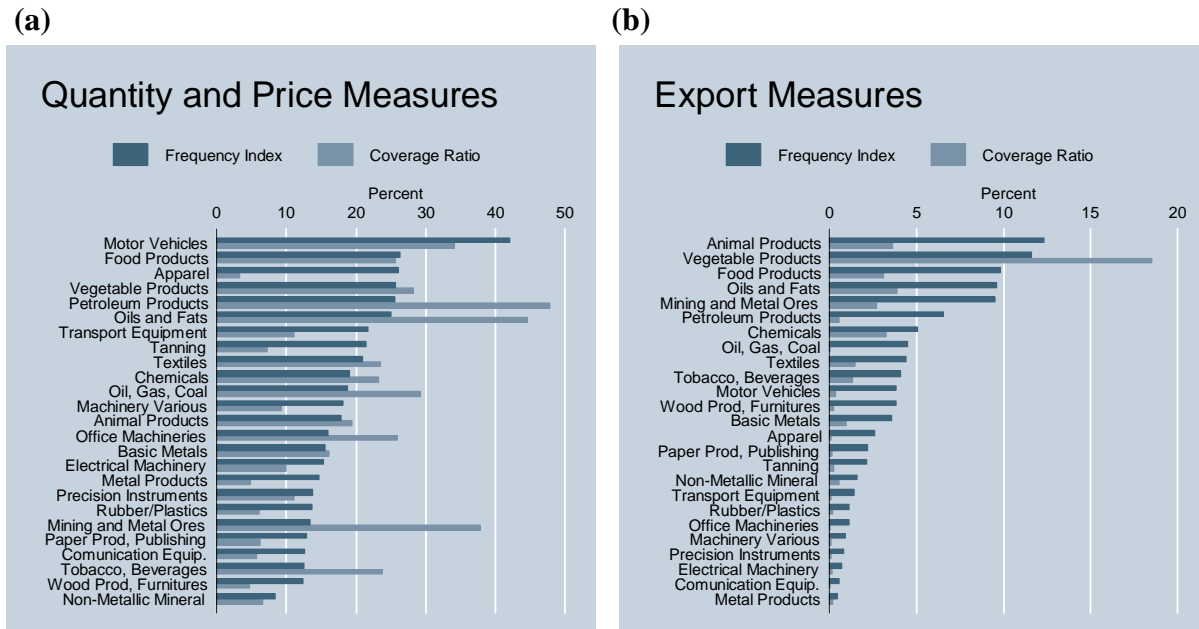 (a)
Quantity and Price Measures
Frequency Index Coverage Ratio
Percent
0 10 20 30 40 50
Motor Vehicles
Food Products
Apparel
Vegetable Products
Petroleum Products
Oils and Fats
Transport Equipment
Tanning
Textiles
Chemicals
Oil, Gas, Coal
Machinery Various
Animal Products
Office Machineries
Basic Metals
Electrical Machinery
Metal Products
Precision Instruments
Rubber/Plastics
Mining and Metal Ores
Paper Prod, Publishing
Comunication Equip.
Tobacco, Beverages
Wood Prod, Furnitures
Non-Metallic Mineral
(b)
Export Measures
Frequency Index Coverage Ratio
Percent
0 5 10 15 20
Animal Products
Vegetable Products
Food Products
Oils and Fats
Mining and Metal Ores
Petroleum Products
Chemicals
Oil, Gas, Coal
Textiles
Tobacco, Beverages
Motor Vehicles
Wood Prod, Furnitures
Basic Metals
Apparel
Paper Prod, Publishing
Tanning
Non-Metallic Mineral
Transport Equipment
Rubber/Plastics
Office Machineries
Machinery Various
Precision Instruments
Electrical Machinery
Comunication Equip.
Metal Products